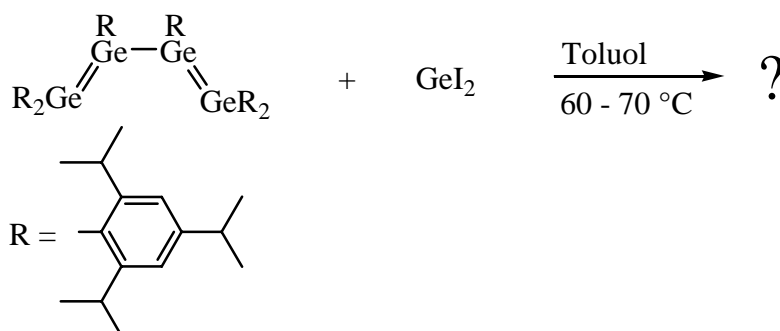 R R
Ge Ge
R₂Ge GeR₂
+ GeI₂ Toluol ?
60 - 70 °C
R =